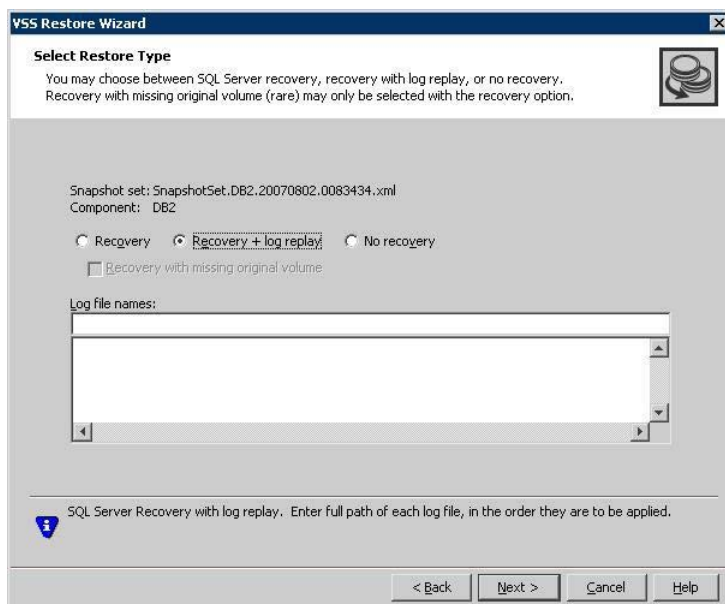 VSS Restore Wizard
Select Restore Type
You may choose between SQL Server recovery, recovery with log replay, or no recovery.
Recovery with missing original volume (rare) may only be selected with the recovery option.
Snapshot set: SnapshotSet.DB2.20070802.0083434.xml
Component: DB2
Recovery Recovery + log replay No recovery
Recovery with missing original volume
Log file names:
SQL Server Recovery with log replay. Enter full path of each log file, in the order they are to be applied.
< Back Next > Cancel Help